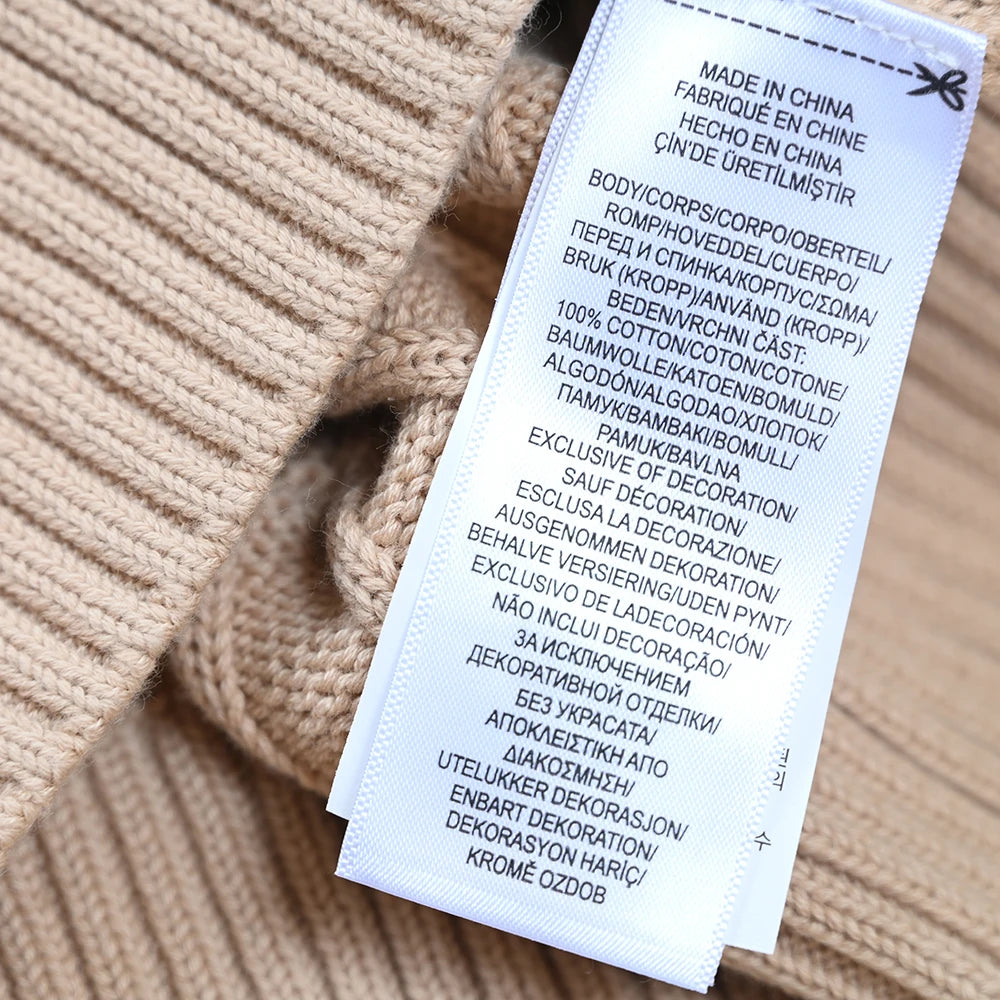 MADE IN CHINA
FABRIQUÉ EN CHINE
HECHO EN CHINA
ÇİN'DE ÜRETİLMİŞTİR
BODY/CORPS/CORPO/OBERTEIL/
ROMP/HOVEDDEL/CUERPO/
ПЕРЕД И СПИНКА/КОРПУС/ΣΩΜΑ/
BRUK (KROPP)/ANVÄND (KROPP)/
BEDEN/VRCHNI ČÄST:
100% COTTON/COTON/COTONE/
BAUMWOLLE/KATOEN/BOMULD/
ALGODÓN/ALGODAO/ХЛОПОК/
ПАМУК/BAMBAKI/BOMULL/
PAMUK/BAVLNA
EXCLUSIVE OF DECORATION/
SAUF DÉCORATION/
ESCLUSA LA DECORAZIONE/
AUSGENOMMEN DEKORATION/
BEHALVE VERSIERING/UDEN PYNT/
EXCLUSIVO DE LADECORACIÓN/
NÃO INCLUI DECORAÇÃO/
ЗА ИСКЛЮЧЕНИЕМ
ДЕКОРАТИВНОЙ ОТДЕЛКИ/
БЕЗ УКРАСАТА/
ΑΠΟΚΛΕΙΣΤΙΚΗ ΑΠΟ
ΔΙΑΚΟΣΜΗΣΗ/
UTELUKKER DEKORASJON/
ENBART DEKORATION/
DEKORASYON HARİÇ/
KROMĚ OZDOB
수